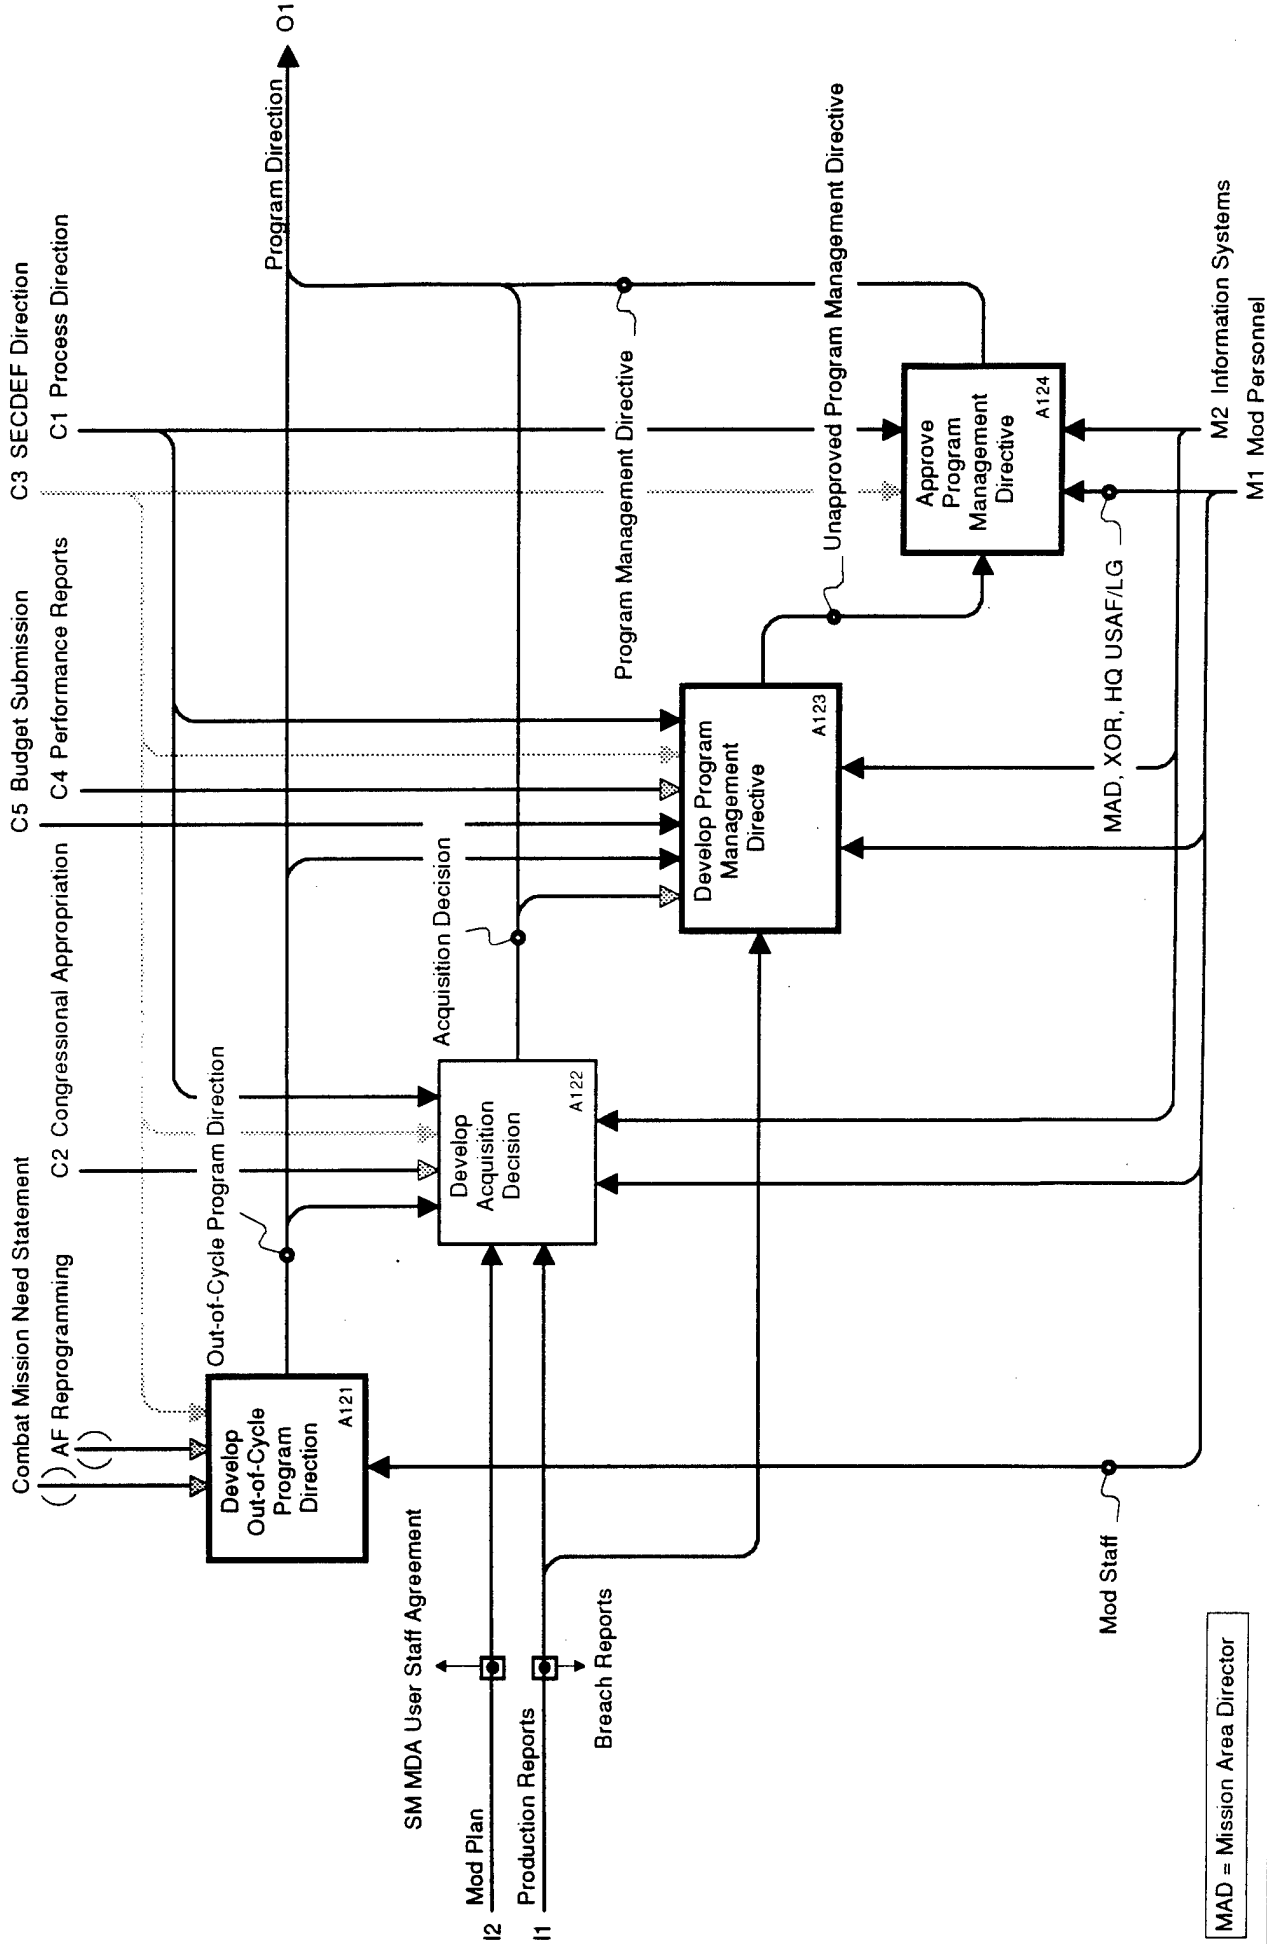 Combat Mission Need Statement
AF Reprogramming
C2 Congressional Appropriation
C5 Budget Submission
C4 Performance Reports
C3 SECDEF Direction
C1 Process Direction
Develop
Out-of-Cycle
Program
Direction
A121
Out-of-Cycle Program Direction
Program Direction
O1
SM MDA User Staff Agreement
I2
Mod Plan
I1
Production Reports
Breach Reports
Develop
Acquisition
Decision
A122
Acquisition Decision
Develop Program
Management
Directive
A123
Program Management Directive
Unapproved Program Management Directive
Approve
Program
Management
Directive
A124
Mod Staff
MAD, XOR, HQ USAF/LG
M2 Information Systems
M1 Mod Personnel
MAD = Mission Area Director